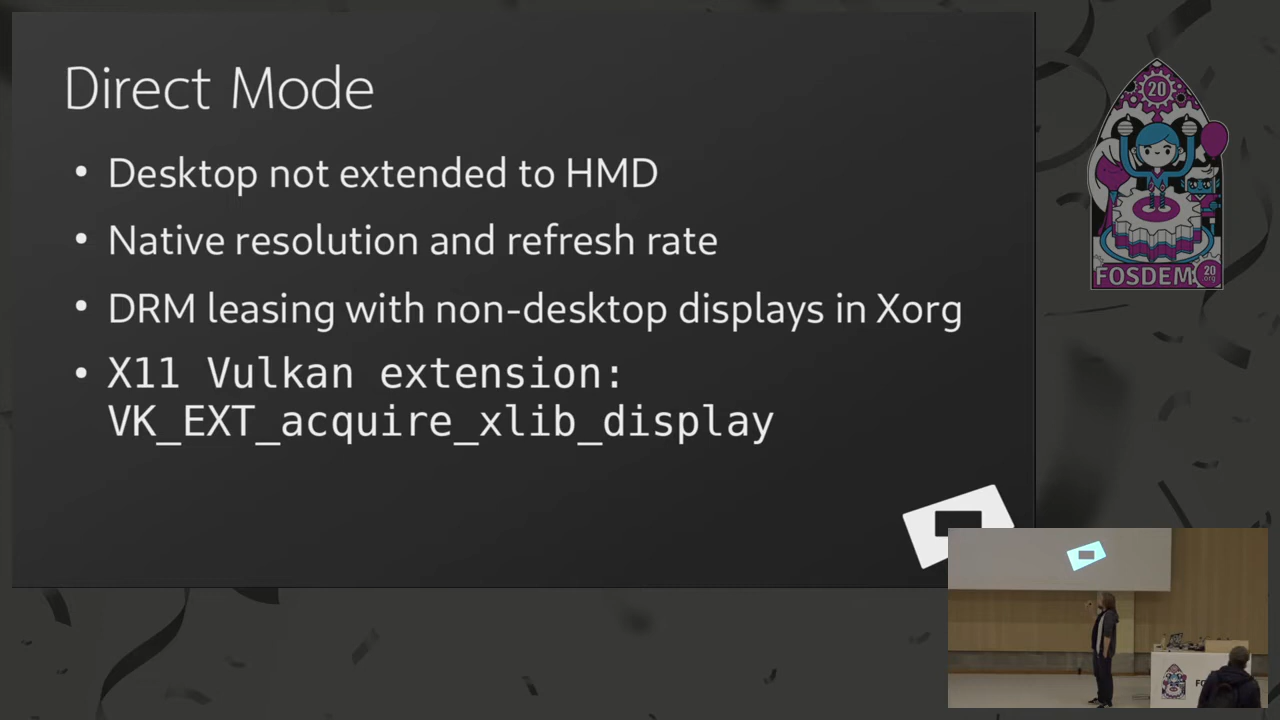 Direct Mode
• Desktop not extended to HMD
• Native resolution and refresh rate
• DRM leasing with non-desktop displays in Xorg
• X11 Vulkan extension:
VK_EXT_acquire_xlib_display
20
FOSDEM
20
.org